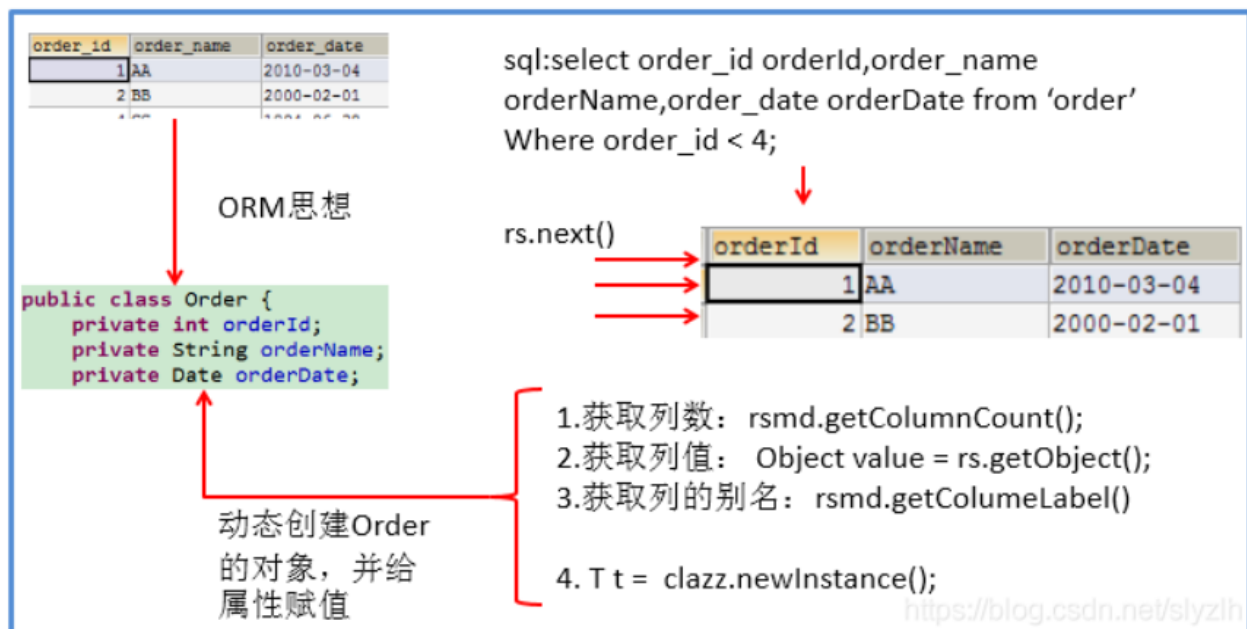 order_id order_name order_date
1 AA 2010-03-04
2 BB 2000-02-01
sql:select order_id orderId,order_name
orderName,order_date orderDate from ‘order’
Where order_id < 4;
ORM思想
rs.next()
orderId orderName orderDate
1 AA 2010-03-04
2 BB 2000-02-01
public class Order {
private int orderId;
private String orderName;
private Date orderDate;
1.获取列数：rsmd.getColumnCount();
2.获取列值： Object value = rs.getObject();
3.获取列的别名：rsmd.getColumeLabel()
4. T t = clazz.newInstance();
动态创建Order
的对象，并给
属性赋值
https://blog.csdn.net/slyzlh